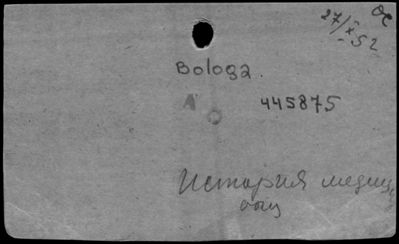 27/X 52
Bologa.
A 445875
История медиц